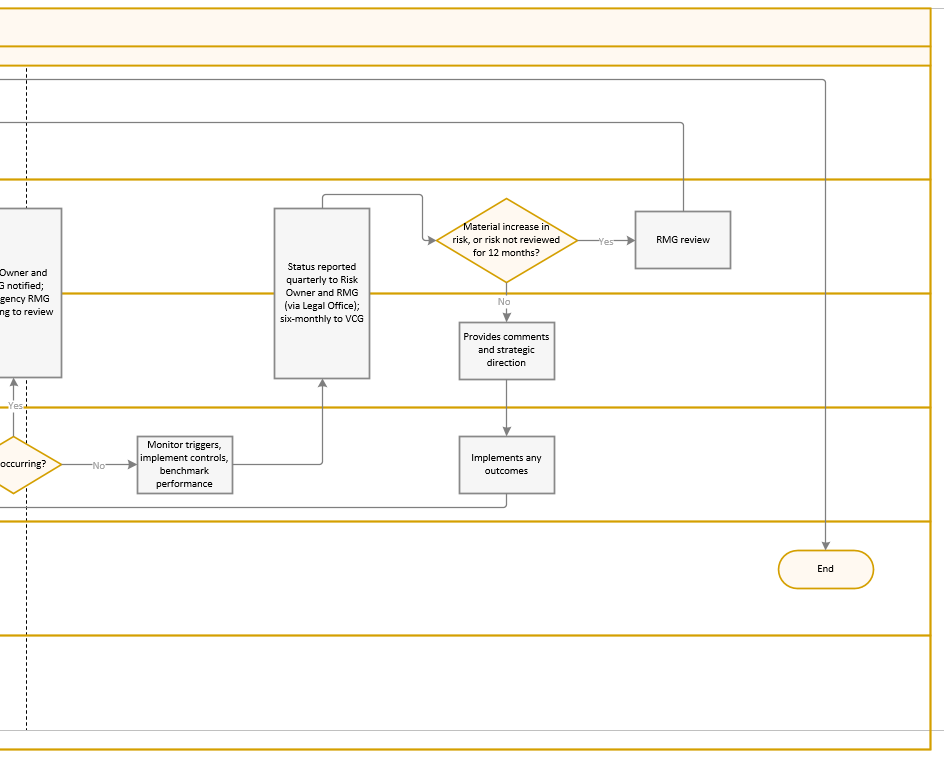 Owner and
G notified;
gency RMG
ng to review
Yes
occurring?
No
Monitor triggers,
implement controls,
benchmark
performance
Status reported
quarterly to Risk
Owner and RMG
(via Legal Office);
six-monthly to VCG
Material increase in
risk, or risk not reviewed
for 12 months?
Yes
RMG review
No
Provides comments
and strategic
direction
Implements any
outcomes
End